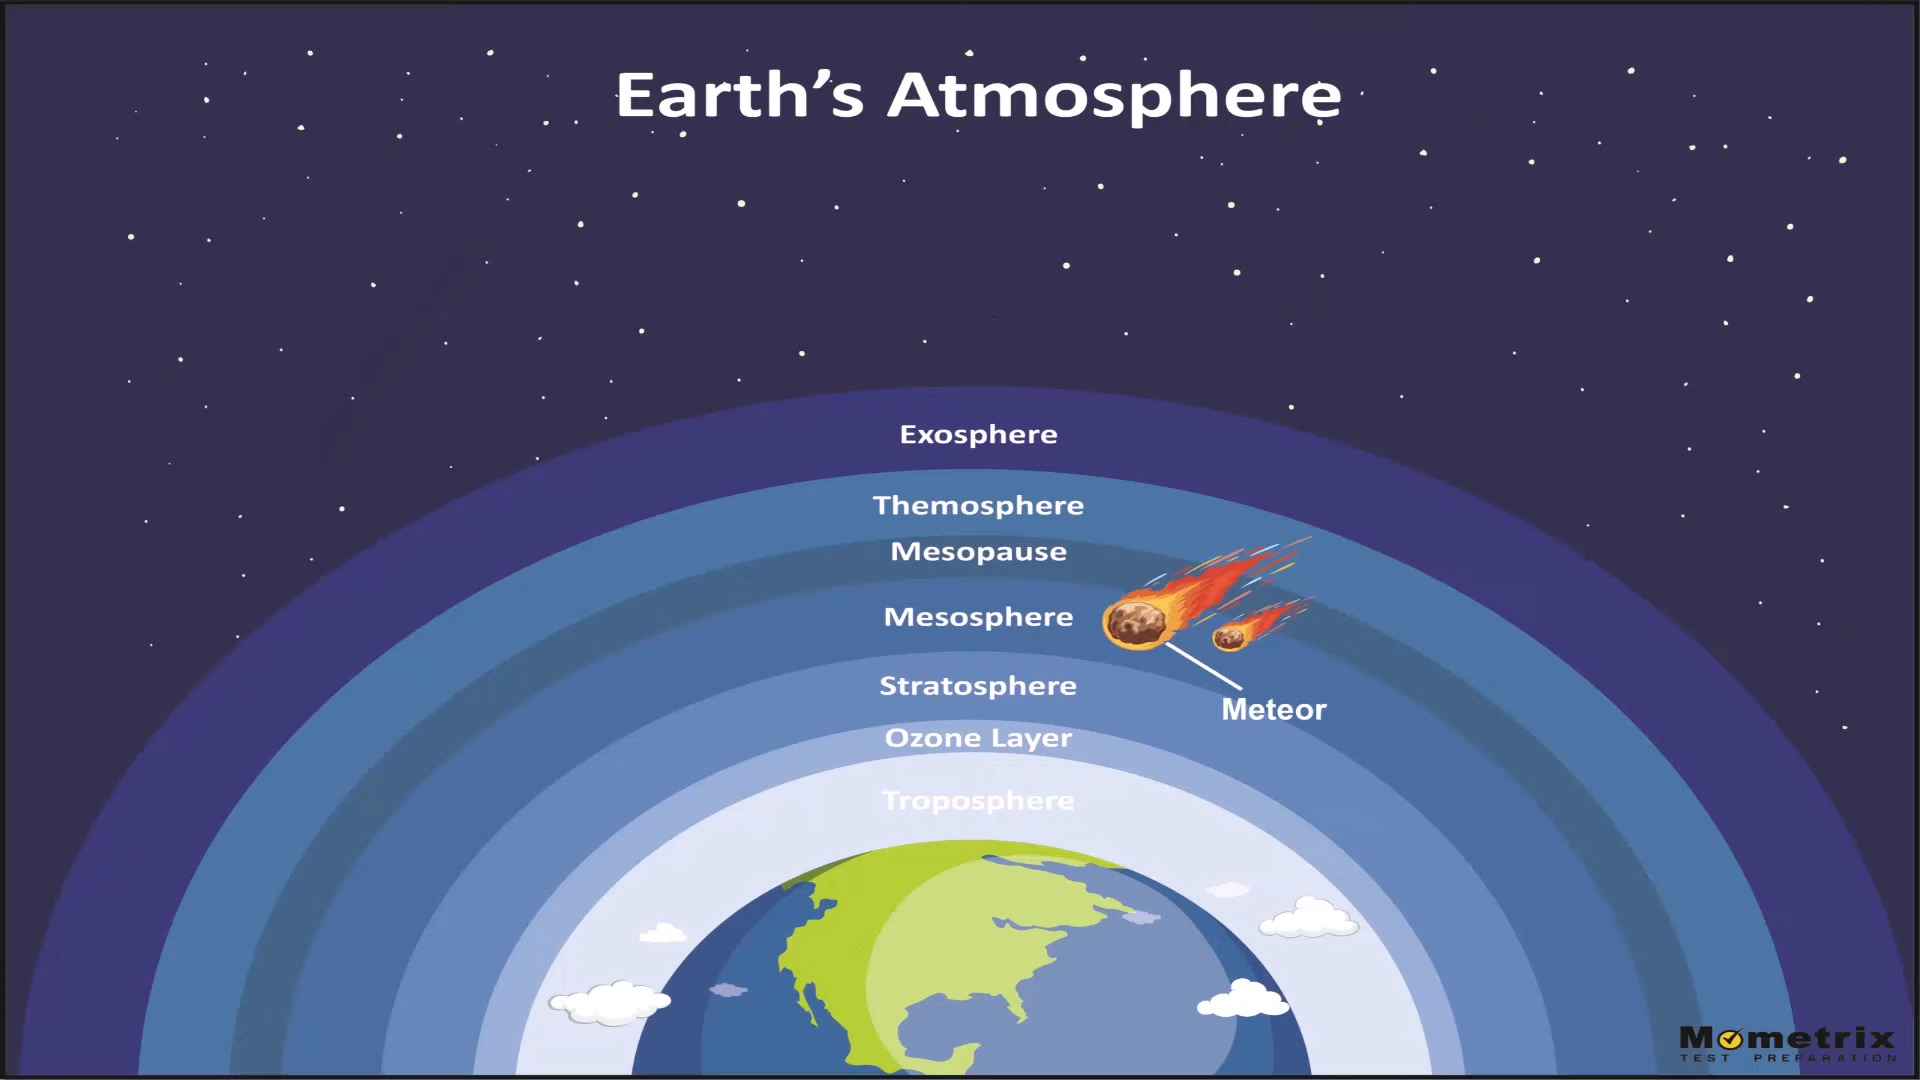 Earth’s Atmosphere
Exosphere
Themosphere
Mesopause
Mesosphere
Stratosphere
Meteor
Ozone Layer
Troposphere
Mometrix
TEST PREPARATION